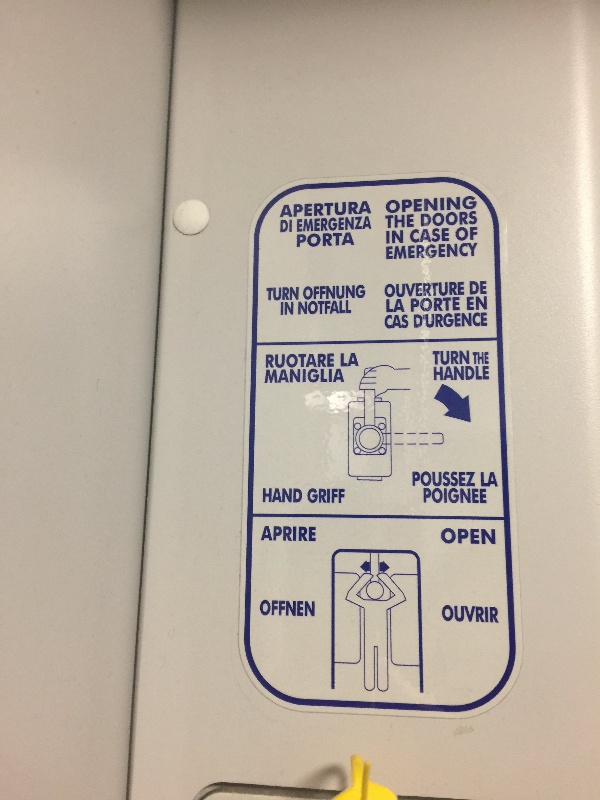 APERTURA
DI EMERGENZA
PORTA
OPENING
THE DOORS
IN CASE OF
EMERGENCY
TURN OFFNUNG
IN NOTFALL
OUVERTURE DE
LA PORTE EN
CAS D'URGENCE
RUOTARE LA
MANIGLIA
TURN THE
HANDLE
HAND GRIFF
POUSSEZ LA
POIGNEE
APRIRE
OPEN
OFFNEN
OUVRIR